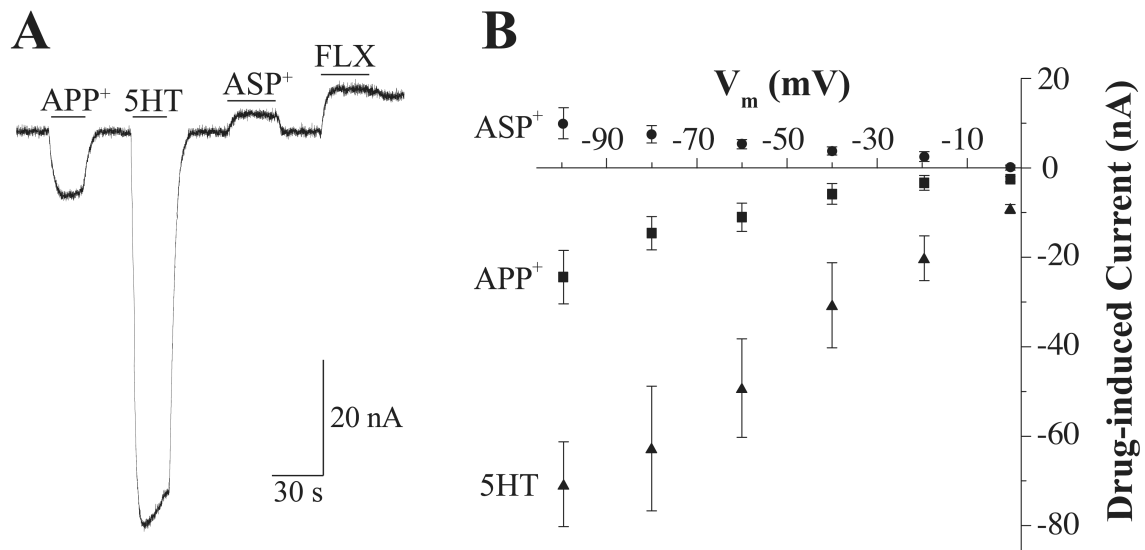 A
APP+ 5HT ASP+ FLX
20 nA
30 s
B
Vm (mV)
-90 -70 -50 -30 -10
20
0
-20
-40
-60
-80
Drug-induced Current (nA)
ASP+
APP+
5HT